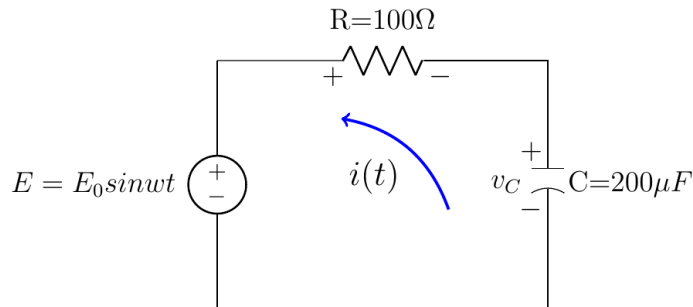 R=100Ω
+ −
+
E = E₀sinwt
+
−
i(t)
v_C
C=200μF
−